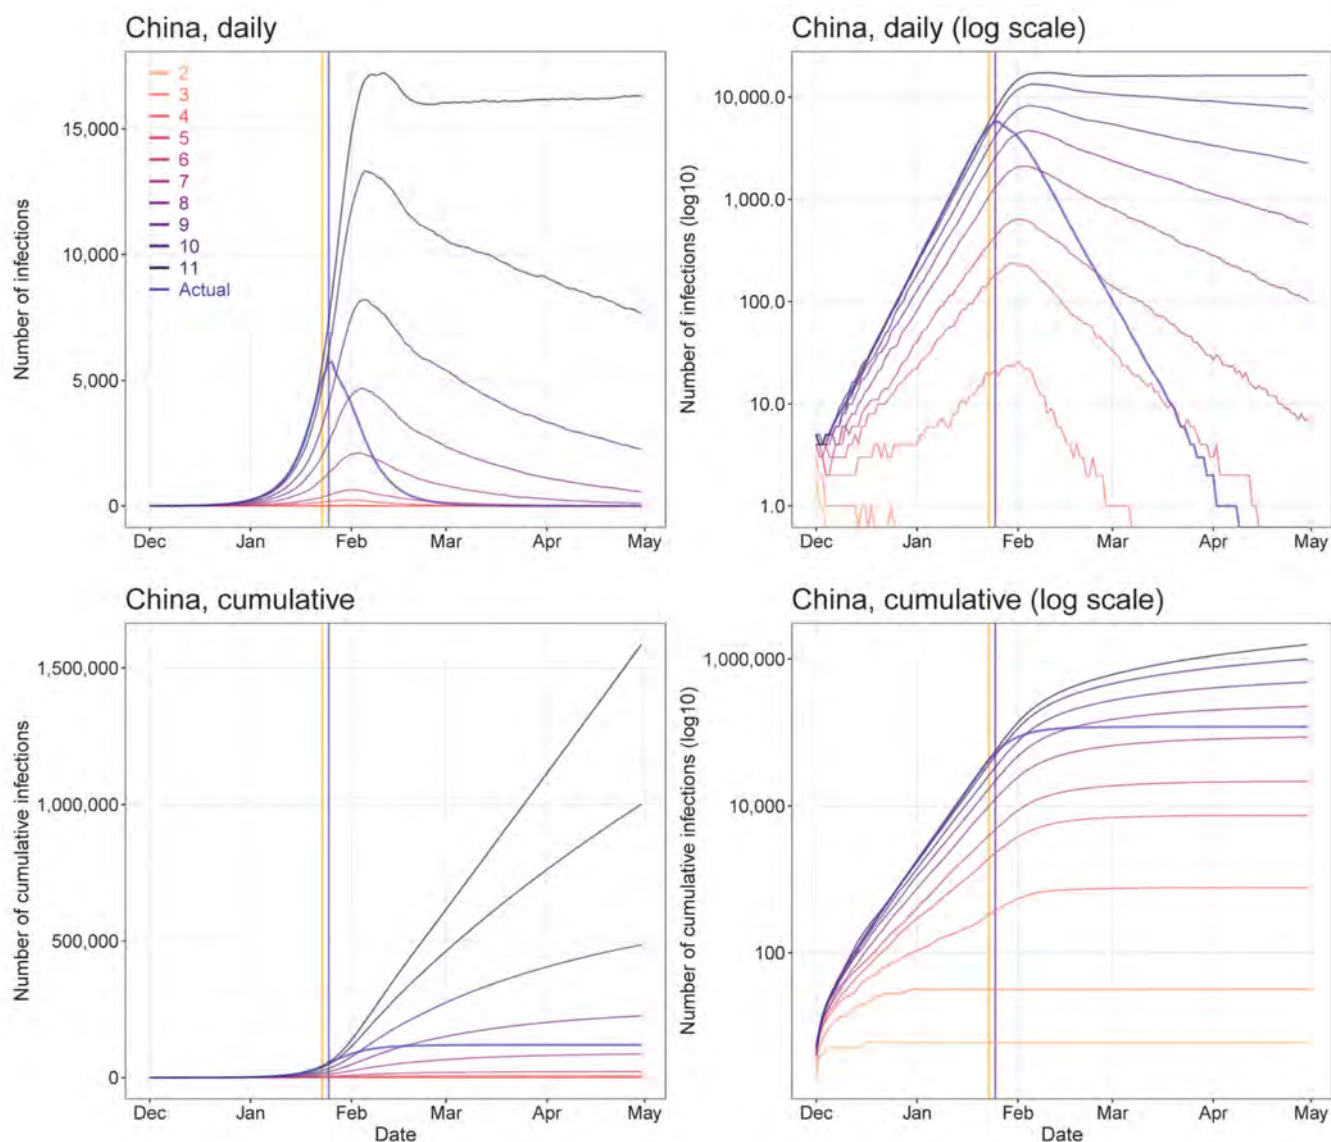 China, daily
Number of infections
15,000
10,000
5,000
0
2
3
4
5
6
7
8
9
10
11
Actual
Dec
Jan
Feb
Mar
Apr
May
China, daily (log scale)
Number of infections (log10)
10,000.0
1,000.0
100.0
10.0
1.0
Dec
Jan
Feb
Mar
Apr
May
China, cumulative
Number of cumulative infections
1,500,000
1,000,000
500,000
0
Dec
Jan
Feb
Mar
Apr
May
Date
China, cumulative (log scale)
Number of cumulative infections (log10)
1,000,000
10,000
100
Dec
Jan
Feb
Mar
Apr
May
Date